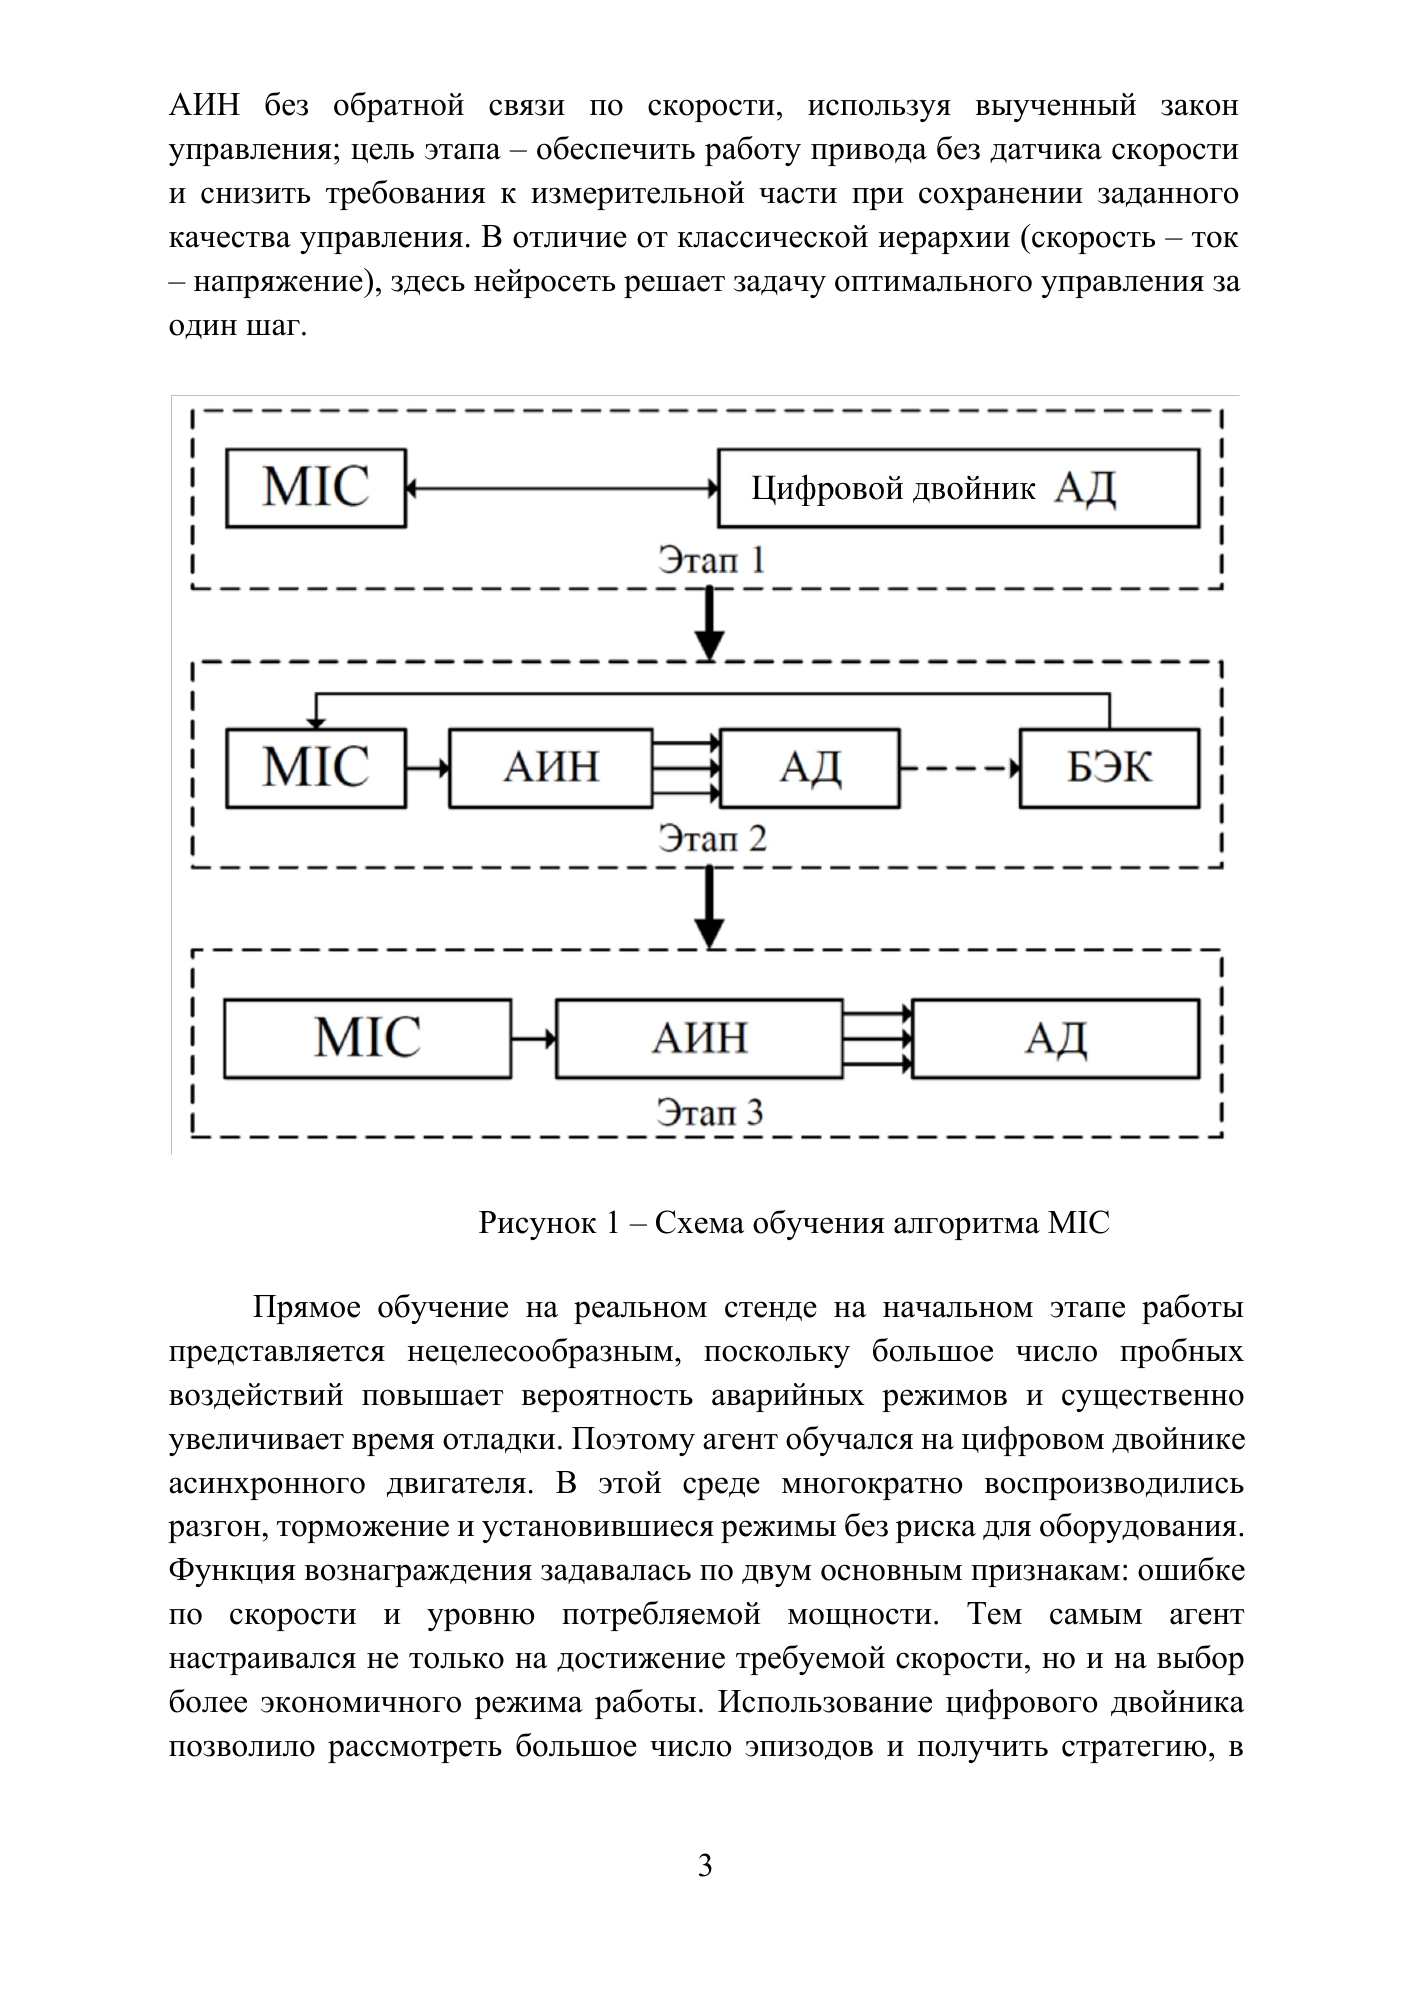 АИН без обратной связи по скорости, используя выученный закон
управления; цель этапа – обеспечить работу привода без датчика скорости
и снизить требования к измерительной части при сохранении заданного
качества управления. В отличие от классической иерархии (скорость – ток
– напряжение), здесь нейросеть решает задачу оптимального управления за
один шаг.
MIC
Цифровой двойник АД
Этап 1
MIC
АИН
АД
БЭК
Этап 2
MIC
АИН
АД
Этап 3
Рисунок 1 – Схема обучения алгоритма MIC
Прямое обучение на реальном стенде на начальном этапе работы
представляется нецелесообразным, поскольку большое число пробных
воздействий повышает вероятность аварийных режимов и существенно
увеличивает время отладки. Поэтому агент обучался на цифровом двойнике
асинхронного двигателя. В этой среде многократно воспроизводились
разгон, торможение и установившиеся режимы без риска для оборудования.
Функция вознаграждения задавалась по двум основным признакам: ошибке
по скорости и уровню потребляемой мощности. Тем самым агент
настраивался не только на достижение требуемой скорости, но и на выбор
более экономичного режима работы. Использование цифрового двойника
позволило рассмотреть большое число эпизодов и получить стратегию, в
3